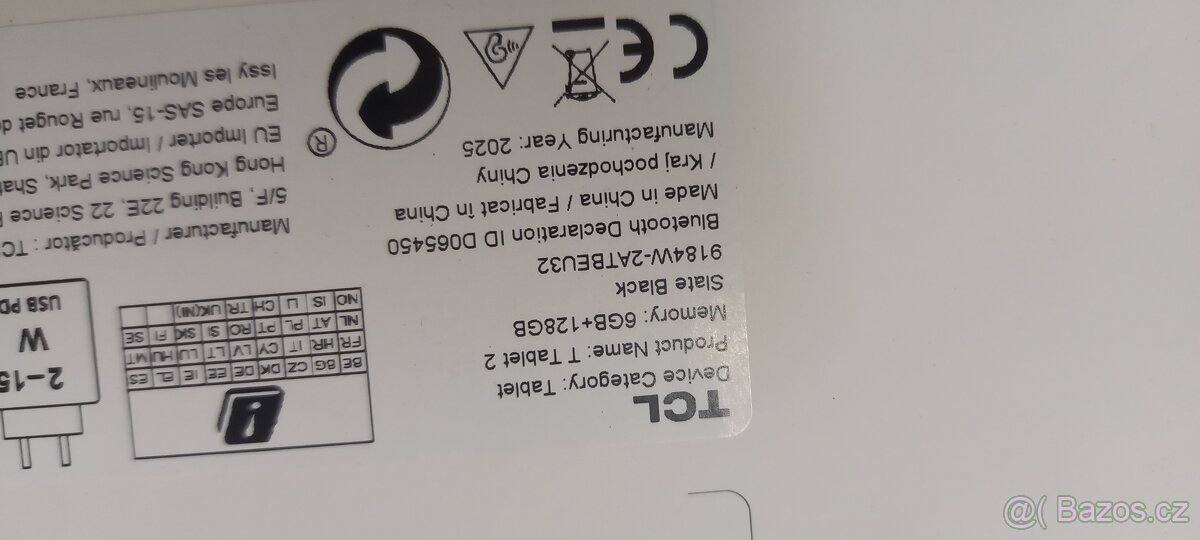 TCL
Device Category: Tablet
Product Name: T Tablet 2
Memory: 6GB+128GB
Slate Black
9184W-2ATBEU32
Bluetooth Declaration ID D065450
Made in China / Fabricat în China
/ Kraj pochodzenia Chiny
Manufacturing Year: 2025
CE
i
BE BG CZ DK DE EE IE EL ES
FR HR IT CY LV LT LU HU MT
NL AT PL PT RO SI SK FI SE
NO IS LI CH TR UK(NI)
2–15
W
USB PD
Manufacturer / Producător : TC
5/F, Building 22E, 22 Science
Hong Kong Science Park, Shat
EU Importer / Importator din UE
Europe SAS-15, rue Rouget de
Issy les Moulineaux, France
®
@( Bazos.cz